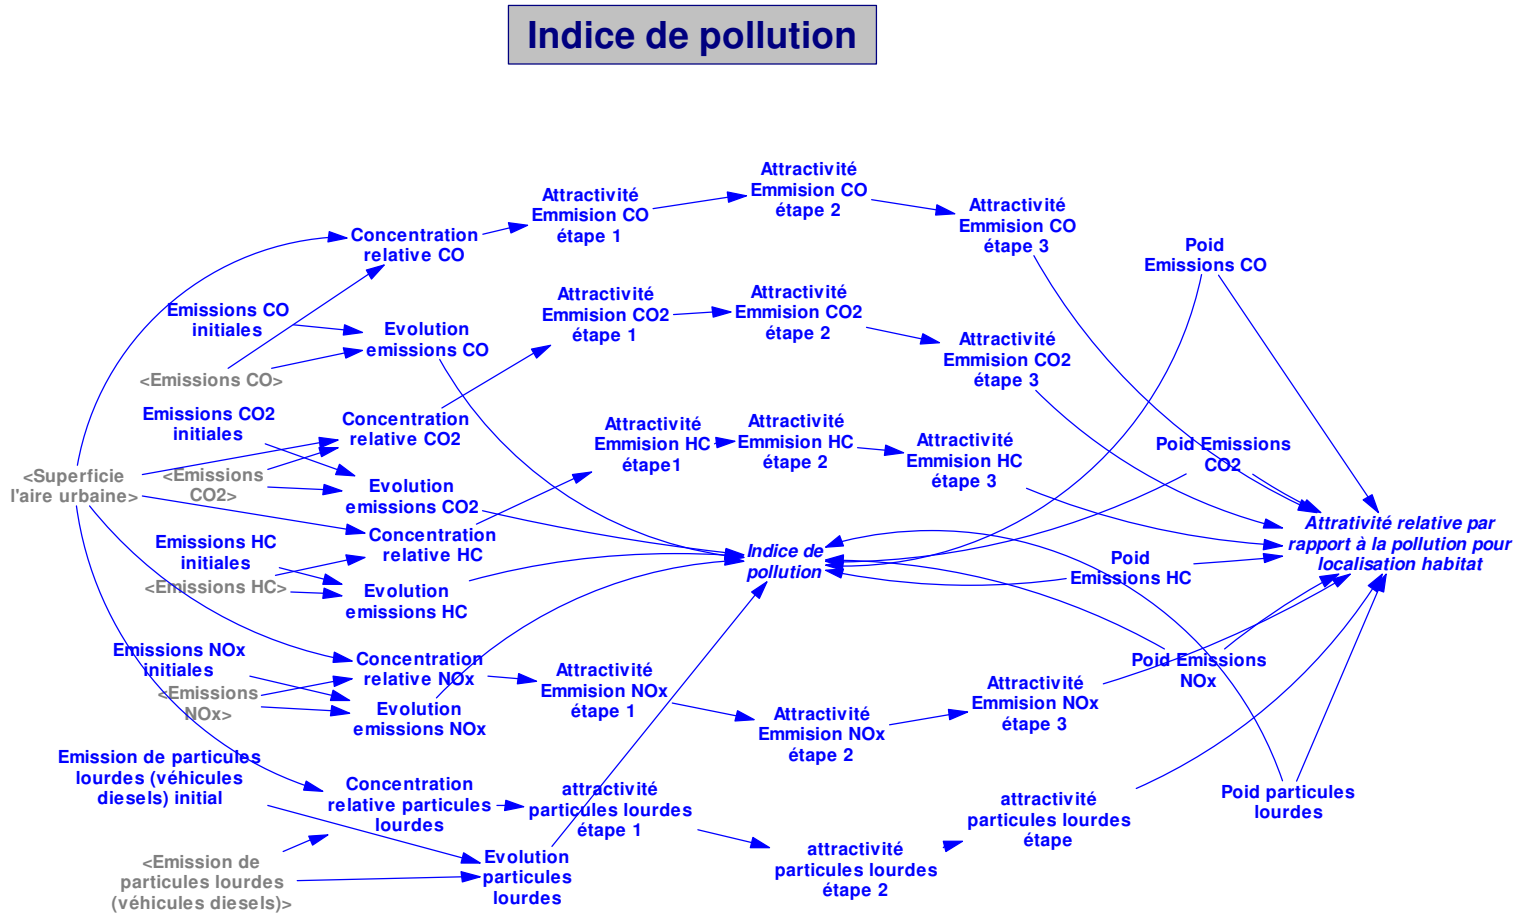 Indice de pollution
Attractivité
Emmision CO
étape 1
Attractivité
Emmision CO
étape 2
Attractivité
Emmision CO
étape 3
Concentration
relative CO
Poid
Emissions CO
Emissions CO
initiales
Evolution
emissions CO
<Emissions CO>
Attractivité
Emmision CO2
étape 1
Attractivité
Emmision CO2
étape 2
Attractivité
Emmision CO2
étape 3
Emissions CO2
initiales
Concentration
relative CO2
<Superficie
l'aire urbaine>
<Emissions
CO2>
Evolution
emissions CO2
Attractivité
Emmision HC
étape1
Attractivité
Emmision HC
étape 2
Attractivité
Emmision HC
étape 3
Poid Emissions
CO2
Concentration
relative HC
Emissions HC
initiales
<Emissions HC>
Evolution
emissions HC
Indice de
pollution
Poid
Emissions HC
Attrativité relative par
rapport à la pollution pour
localisation habitat
Emissions NOx
initiales
<Emissions
NOx>
Concentration
relative NOx
Evolution
emissions NOx
Attractivité
Emmision NOx
étape 1
Attractivité
Emmision NOx
étape 2
Attractivité
Emmision NOx
étape 3
Poid Emissions
NOx
Emission de particules
lourdes (véhicules
diesels) initial
Concentration
relative particules
lourdes
attractivité
particules lourdes
étape 1
attractivité
particules lourdes
étape 2
attractivité
particules lourdes
étape
Poid particules
lourdes
<Emission de
particules lourdes
(véhicules diesels)>
Evolution
particules
lourdes